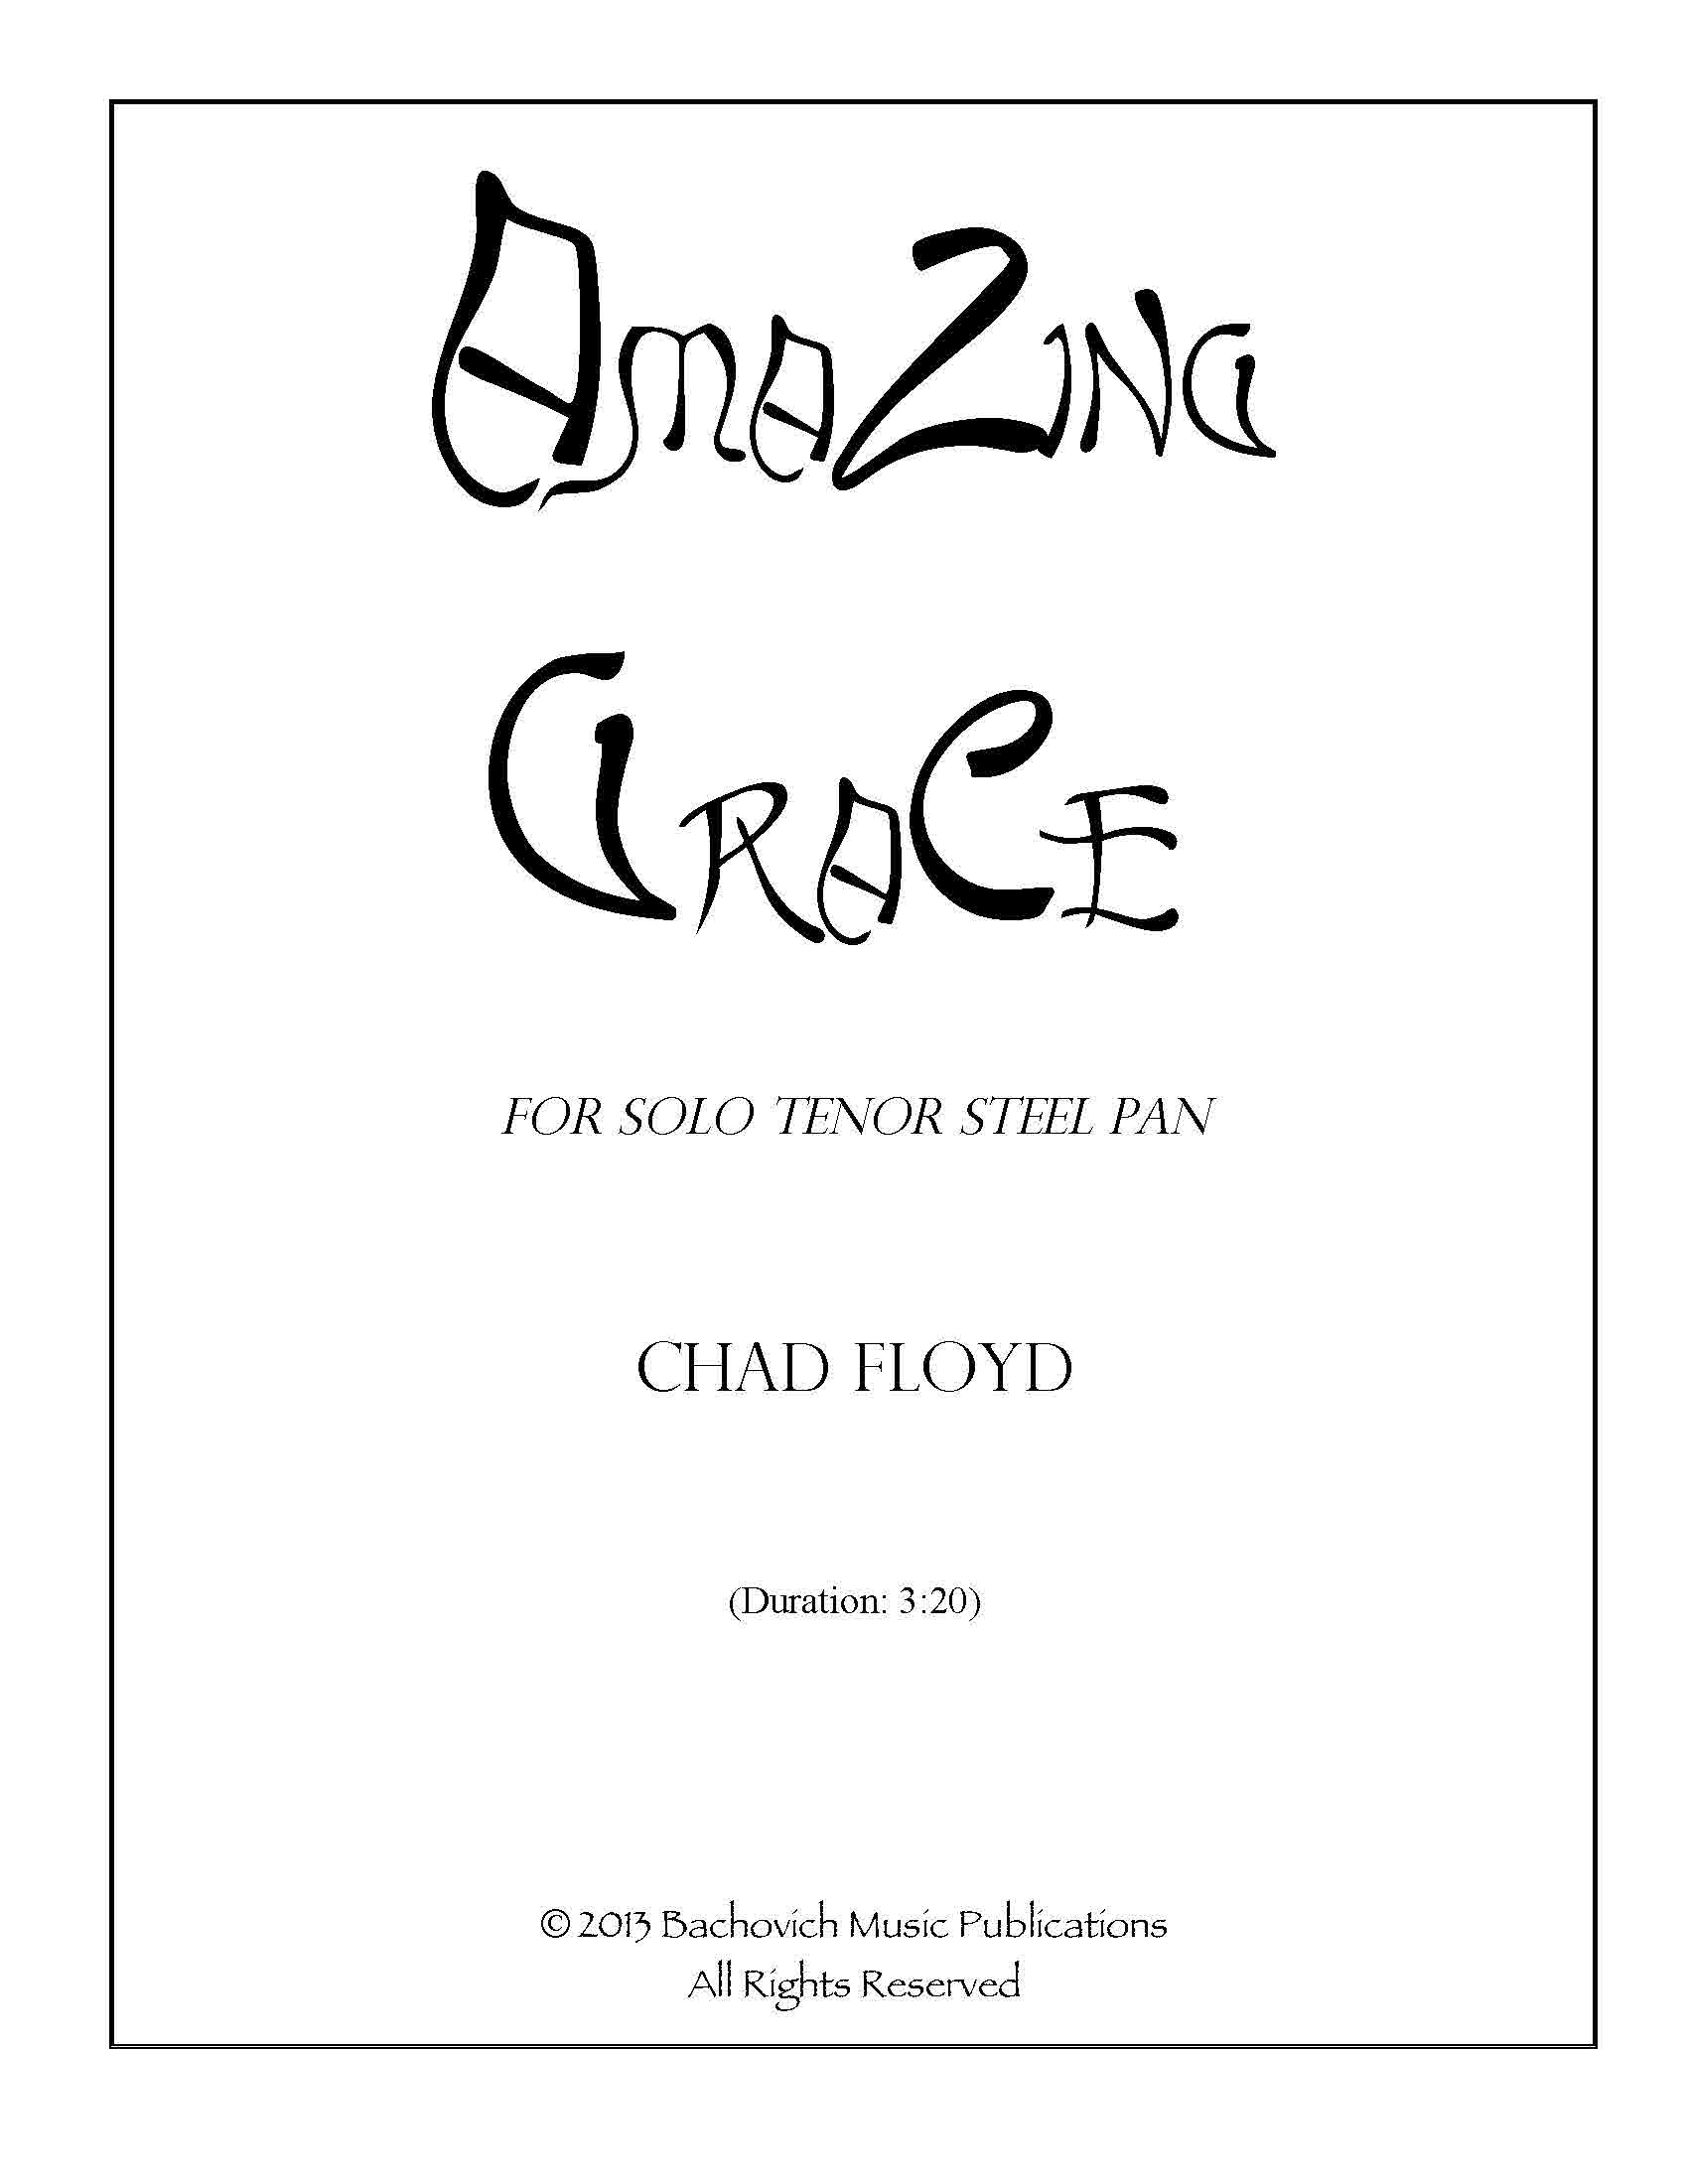 AmaZing
GraCe
FOR SOLO TENOR STEEL PAN
CHAD FLOYD
(Duration: 3:20)
© 2013 Bachovich Music Publications
All Rights Reserved